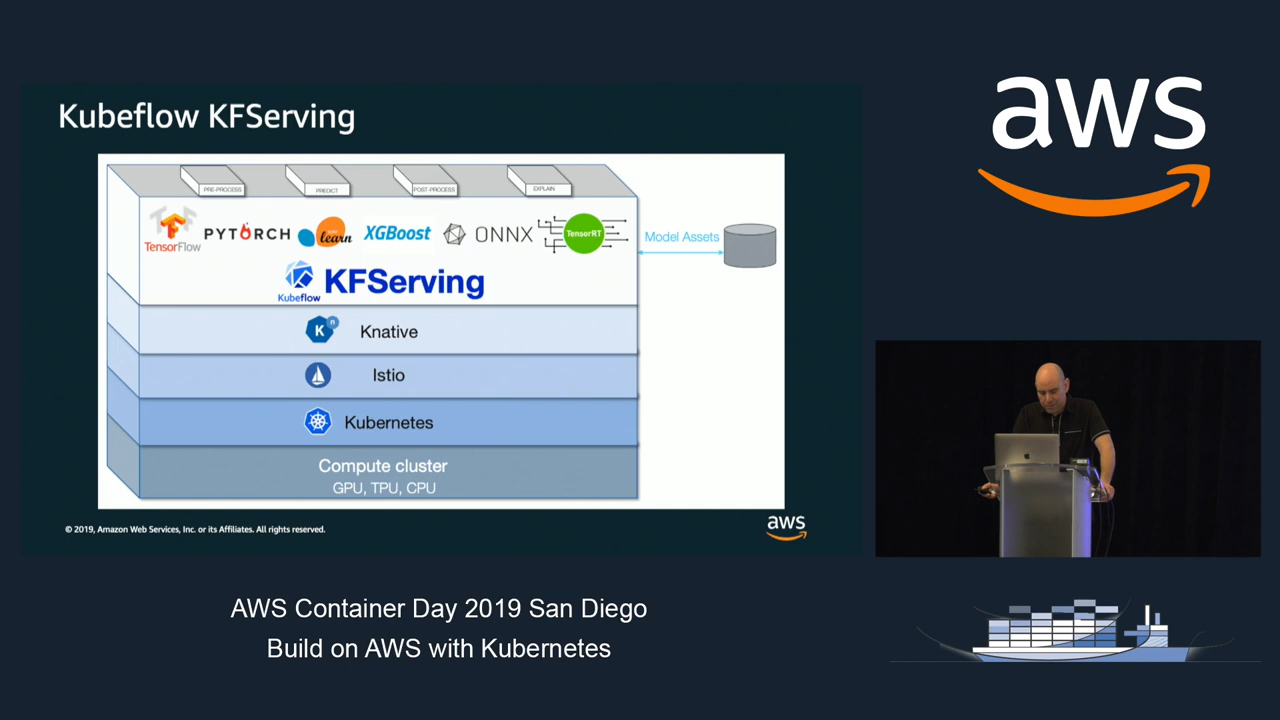 Kubeflow KFServing
PRE-PROCESS
PREDICT
POST-PROCESS
EXPLAIN
TensorFlow
PYTORCH
learn
XGBoost
ONNX
TensorRT
Model Assets
Kubeflow
KFServing
Knative
Istio
Kubernetes
Compute cluster
GPU, TPU, CPU
© 2019, Amazon Web Services, Inc. or its Affiliates. All rights reserved.
aws
aws
AWS Container Day 2019 San Diego
Build on AWS with Kubernetes